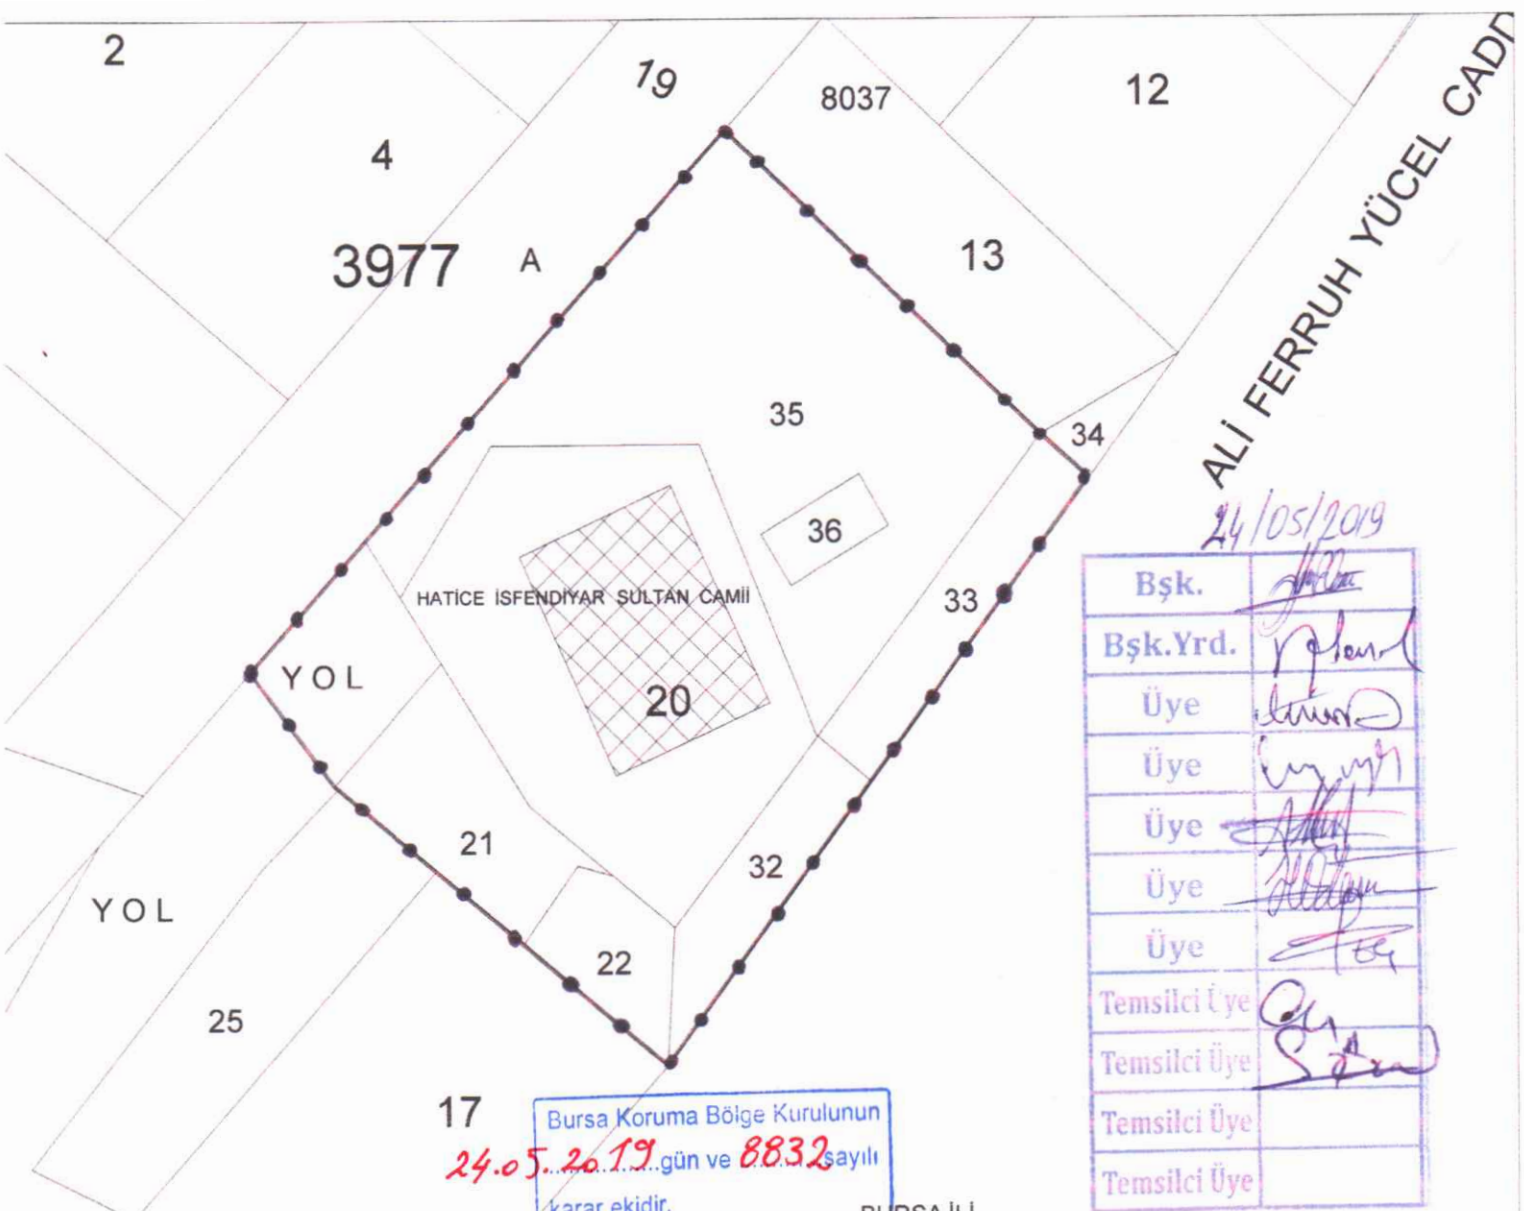 2
19
8037
12
4
3977
A
13
ALİ FERRUH YÜCEL CADD
35
34
36
24/05/2019
HATİCE İSFENDİYAR SULTAN CAMİİ
33
YOL
20
21
32
YOL
22
25
17
Bşk.
Bşk.Yrd.
Üye
Üye
Üye
Üye
Üye
Temsilci Üye
Temsilci Üye
Temsilci Üye
Temsilci Üye
Bursa Koruma Bölge Kurulunun
24.05.2019 gün ve 8832 sayılı
karar ekidir.
BURSA İLİ